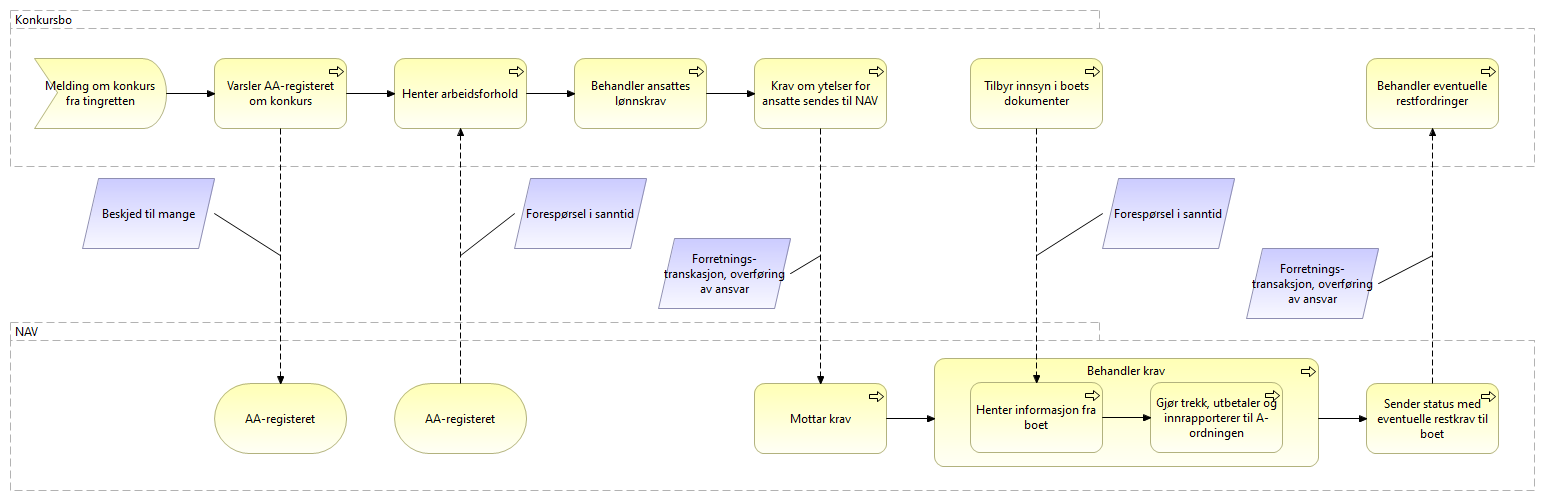 Konkursbo
Melding om konkurs
fra tingretten
Varsler AA-registeret
om konkurs
Henter arbeidsforhold
Behandler ansattes
lønnskrav
Krav om ytelser for
ansatte sendes til NAV
Tilbyr innsyn i boets
dokumenter
Behandler eventuelle
restfordringer
Beskjed til mange
Forespørsel i sanntid
Forretnings-
transkasjon, overføring
av ansvar
Forespørsel i sanntid
Forretnings-
transaksjon, overføring
av ansvar
NAV
AA-registeret
AA-registeret
Mottar krav
Behandler krav
Henter informasjon fra
boet
Gjør trekk, utbetaler og
innrapporterer til A-
ordningen
Sender status med
eventuelle restkrav til
boet